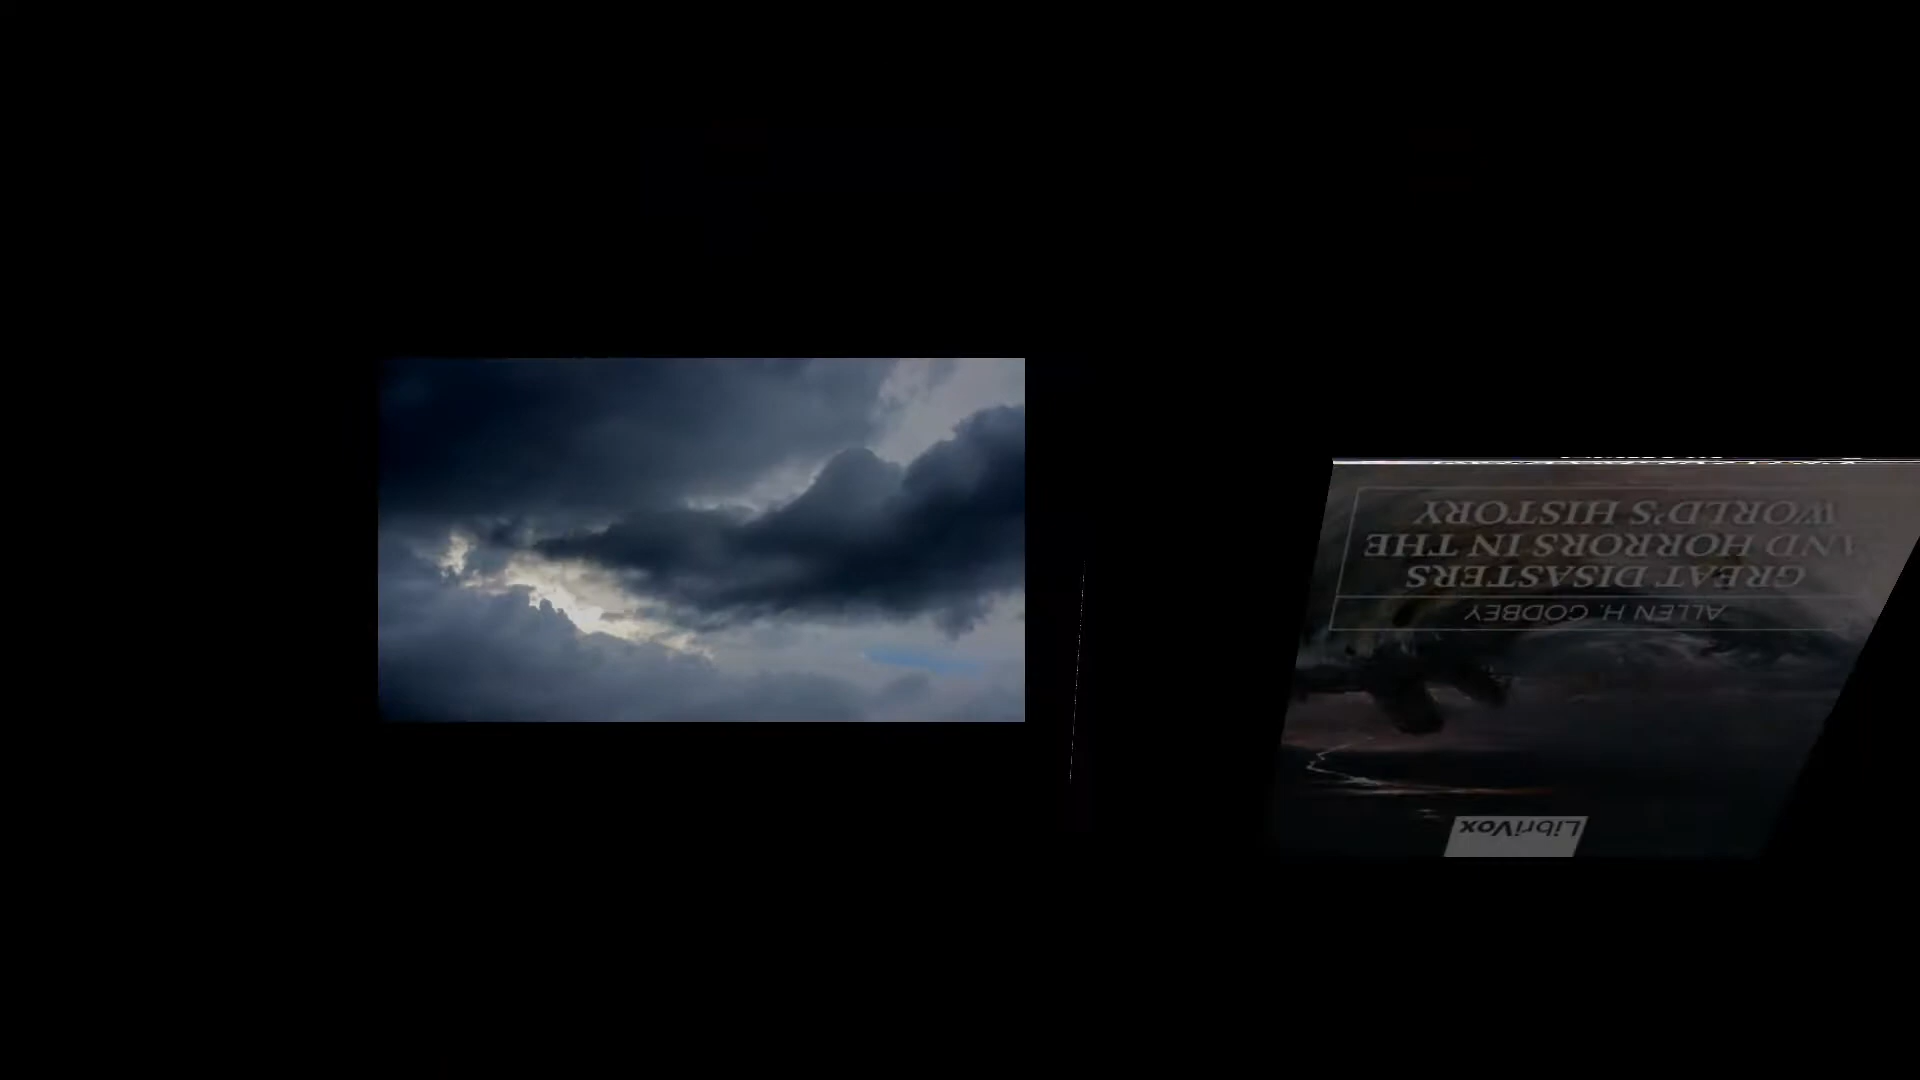 ALLEN H. GODBEY
GREAT DISASTERS
AND HORRORS IN THE
WORLD'S HISTORY
LibriVox